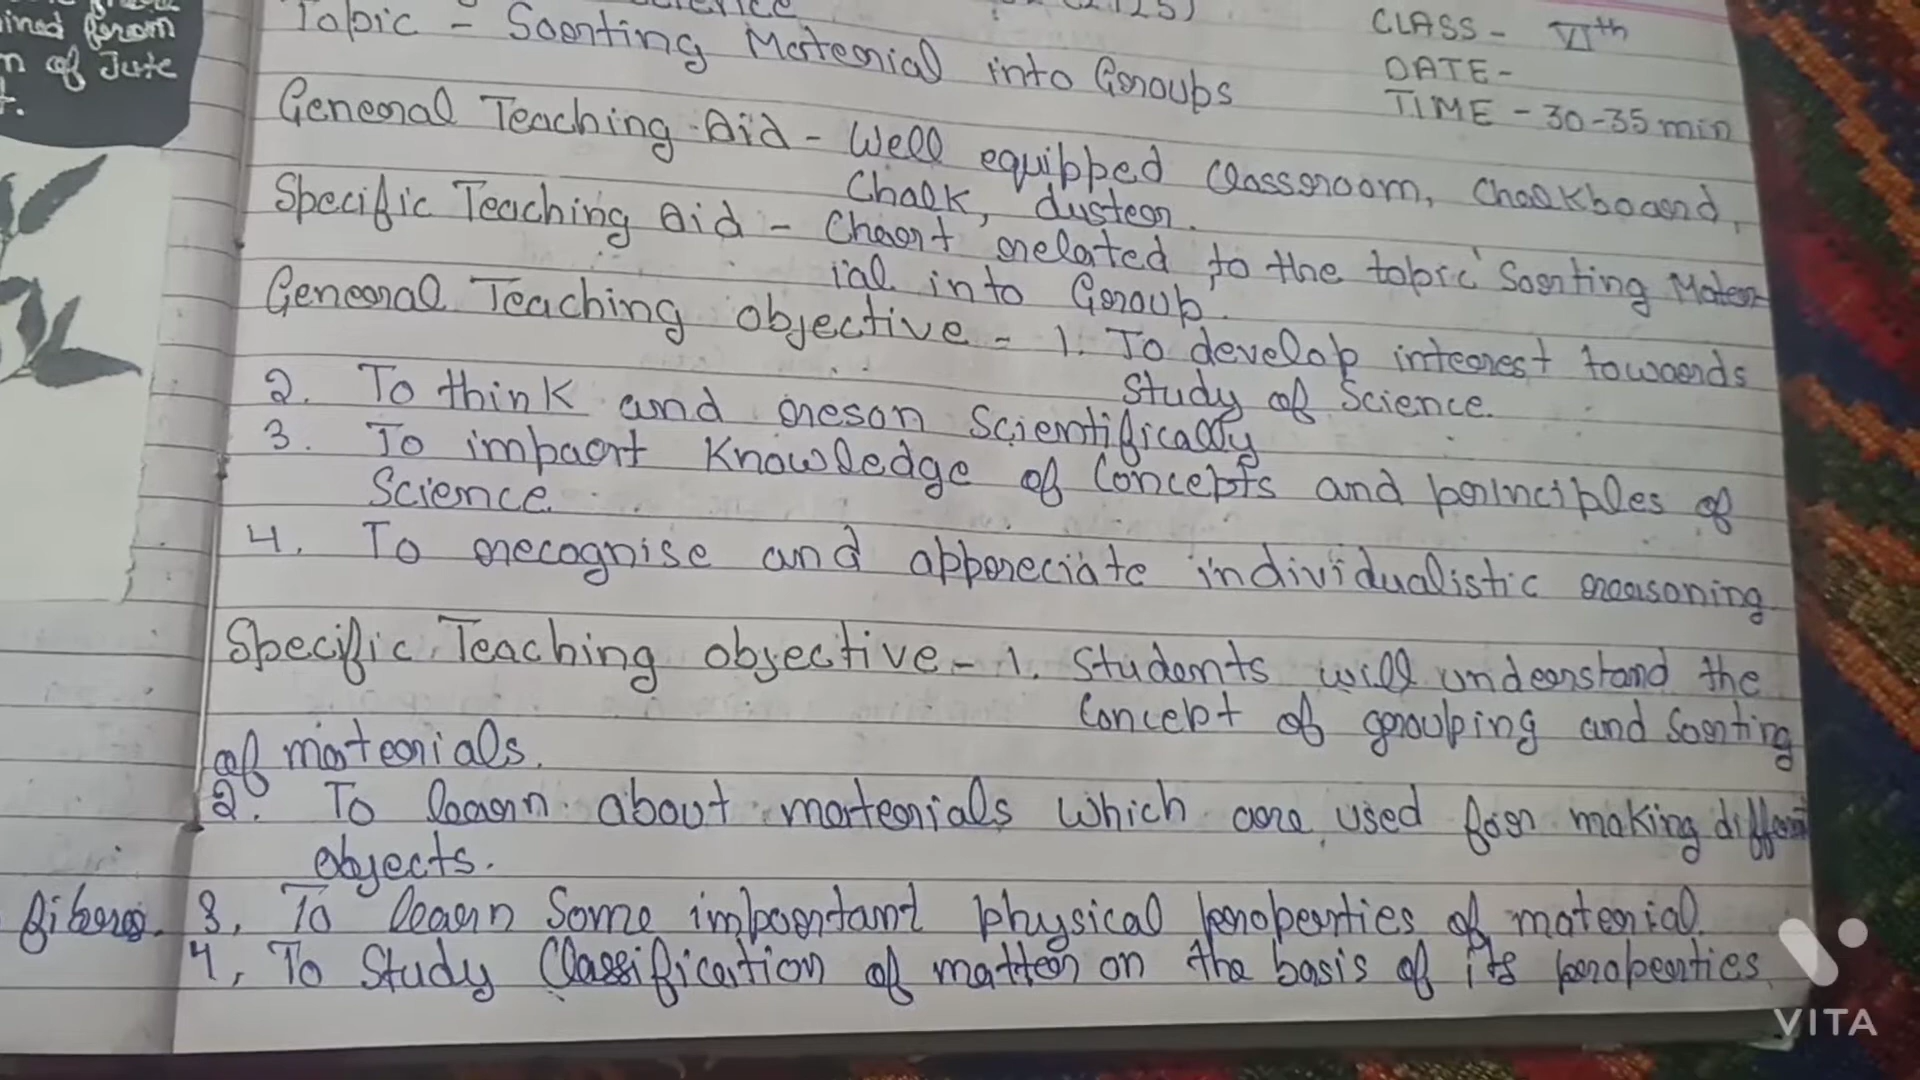 of Jute
CLASS - VIth
Topic - Sorting Material into Groups
DATE -
TIME - 30-35 min
General Teaching Aid - Well equipped classroom, Chalkboard,
Chalk, duster.
Specific Teaching Aid - Chart related to the topic 'Sorting Mater
ial into Group'.
General Teaching objective - 1. To develop interest towards
Study of Science.
2. To think and reson Scientifically
3. To impart Knowledge of Concepts and principles of
Science.
4. To recognise and appreciate individualistic reasoning
Specific Teaching objective - 1. Students will understand the
Concept of grouping and Sorting
of materials.
2. To learn about materials which are used for making different
objects.
3. To learn Some important physical properties of material.
4. To Study Classification of matter on the basis of its properties
VITA